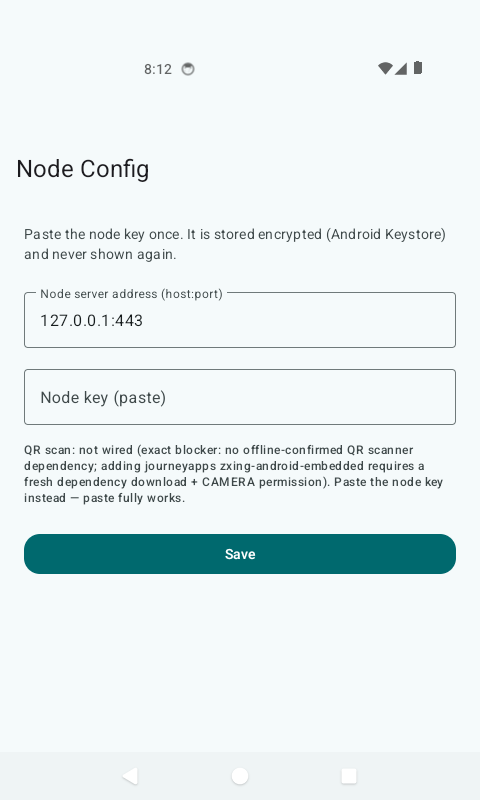 8:12
Node Config
Paste the node key once. It is stored encrypted (Android Keystore)
and never shown again.
Node server address (host:port)
127.0.0.1:443
Node key (paste)
QR scan: not wired (exact blocker: no offline-confirmed QR scanner
dependency; adding journeyapps zxing-android-embedded requires a
fresh dependency download + CAMERA permission). Paste the node key
instead — paste fully works.
Save